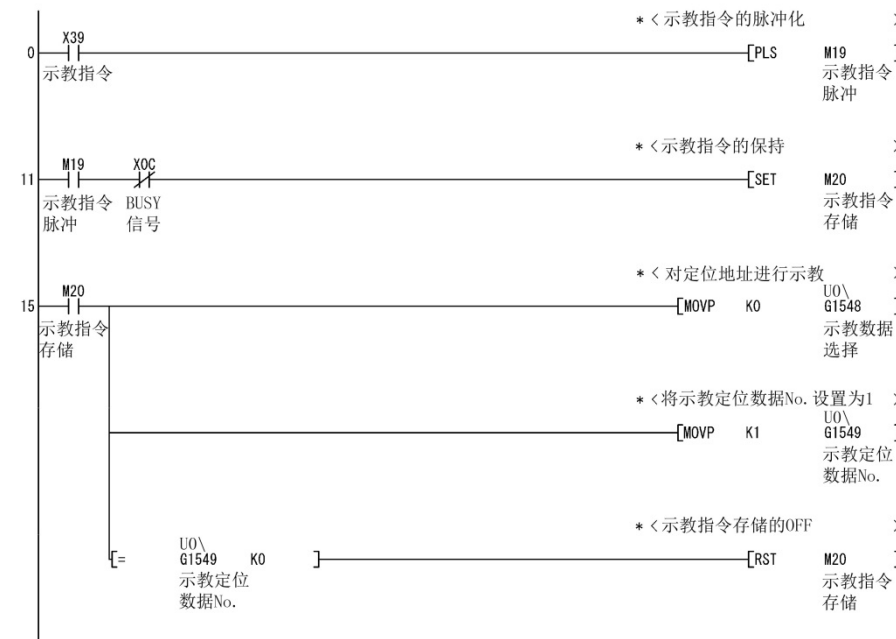 *<示教指令的脉冲化
X39
0
[PLS M19
示教指令
示教指令
脉冲
*<示教指令的保持
M19 X0C
11
[SET M20
示教指令 BUSY
脉冲 信号
示教指令
存储
*<对定位地址进行示教
M20
15
U0\
[MOVP K0 G1548
示教指令
存储
示教数据
选择
*<将示教定位数据No.设置为1
U0\
[MOVP K1 G1549
示教定位
数据No.
*<示教指令存储的OFF
U0\
[= G1549 K0 ]
示教定位
数据No.
[RST M20
示教指令
存储